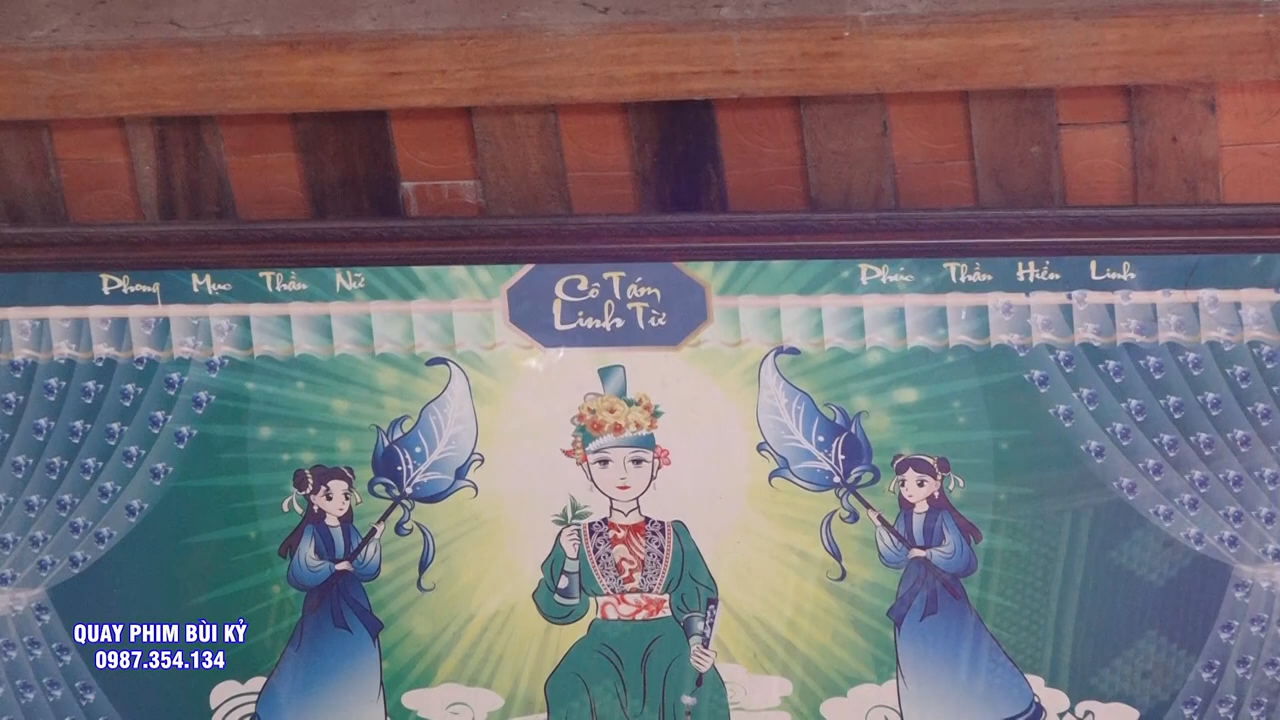 Phong Mục Thần Nữ
Cô Tám
Linh Từ
Phúc Thần Hiển Linh
QUAY PHIM BÙI KỶ
0987.354.134